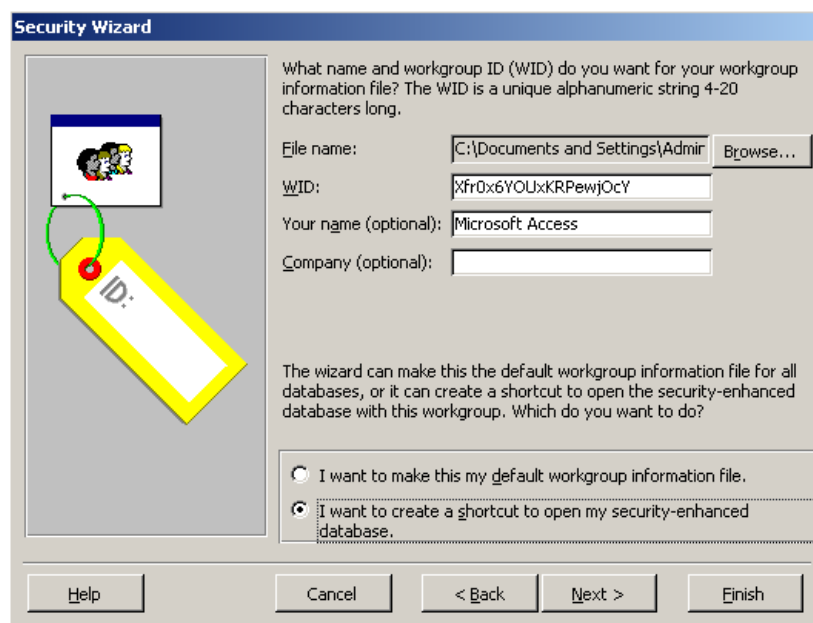 Security Wizard
What name and workgroup ID (WID) do you want for your workgroup
information file? The WID is a unique alphanumeric string 4-20
characters long.
File name: C:\Documents and Settings\Admir Browse...
WID: Xfr0x6YOUxKRPewjOcY
Your name (optional): Microsoft Access
Company (optional):
ID:
The wizard can make this the default workgroup information file for all
databases, or it can create a shortcut to open the security-enhanced
database with this workgroup. Which do you want to do?
I want to make this my default workgroup information file.
I want to create a shortcut to open my security-enhanced
database.
Help Cancel < Back Next > Finish